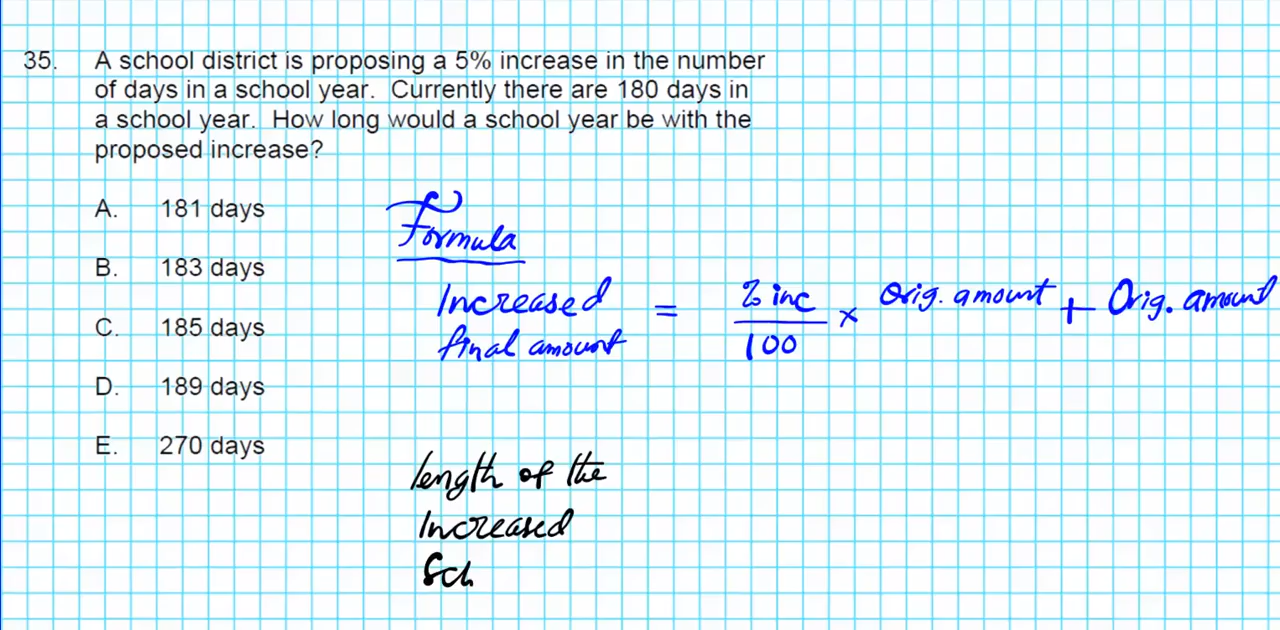 35. A school district is proposing a 5% increase in the number
of days in a school year. Currently there are 180 days in
a school year. How long would a school year be with the
proposed increase?
A. 181 days
B. 183 days
C. 185 days
D. 189 days
E. 270 days
Formula
Increased
final amount
=
% inc
100
× Orig. amount + Orig. amount
length of the
Increased
Sch